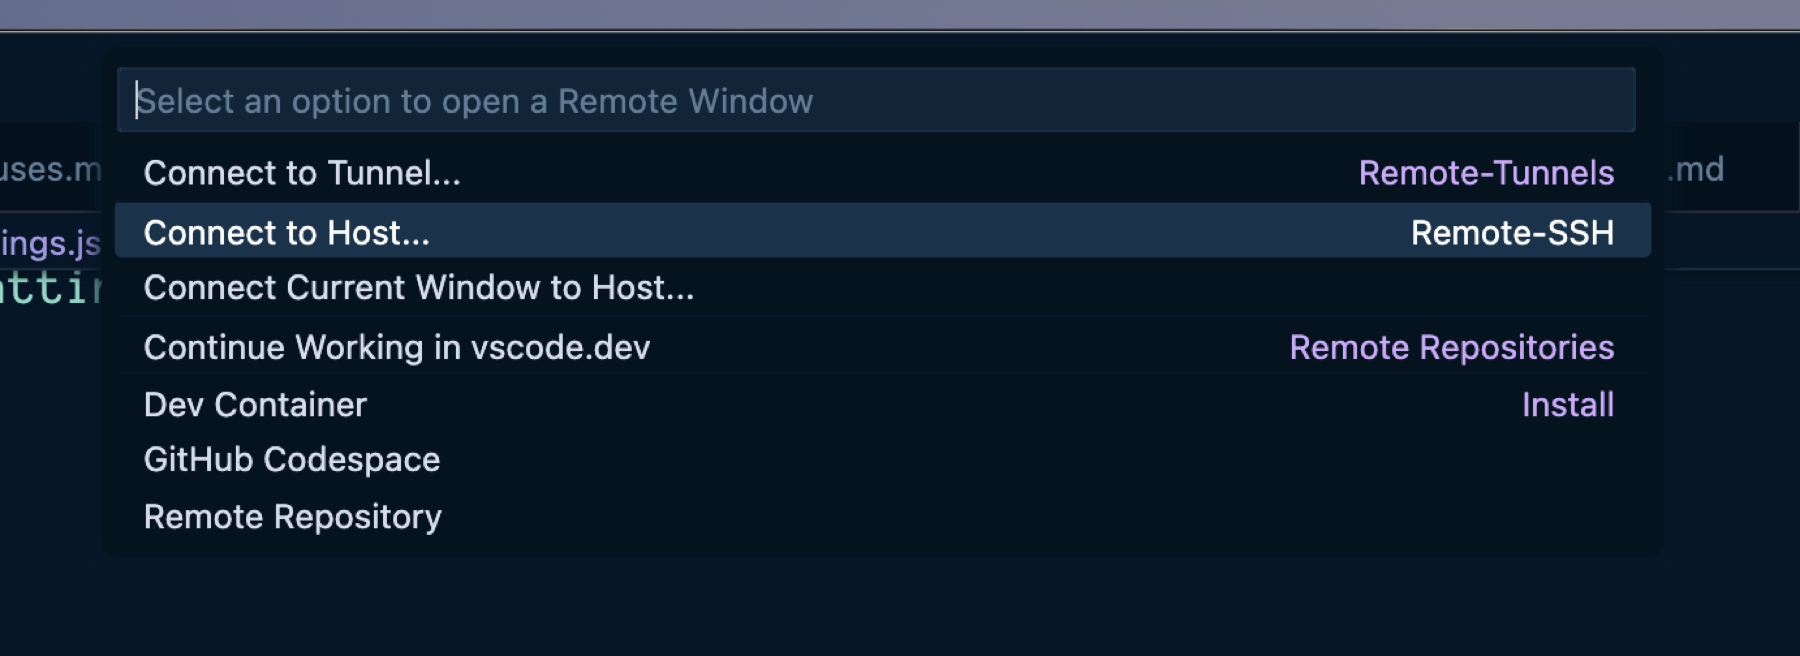 Select an option to open a Remote Window
Connect to Tunnel... Remote-Tunnels
uses.m
.md
Connect to Host... Remote-SSH
ings.js
Connect Current Window to Host...
Continue Working in vscode.dev Remote Repositories
Dev Container Install
GitHub Codespace
Remote Repository